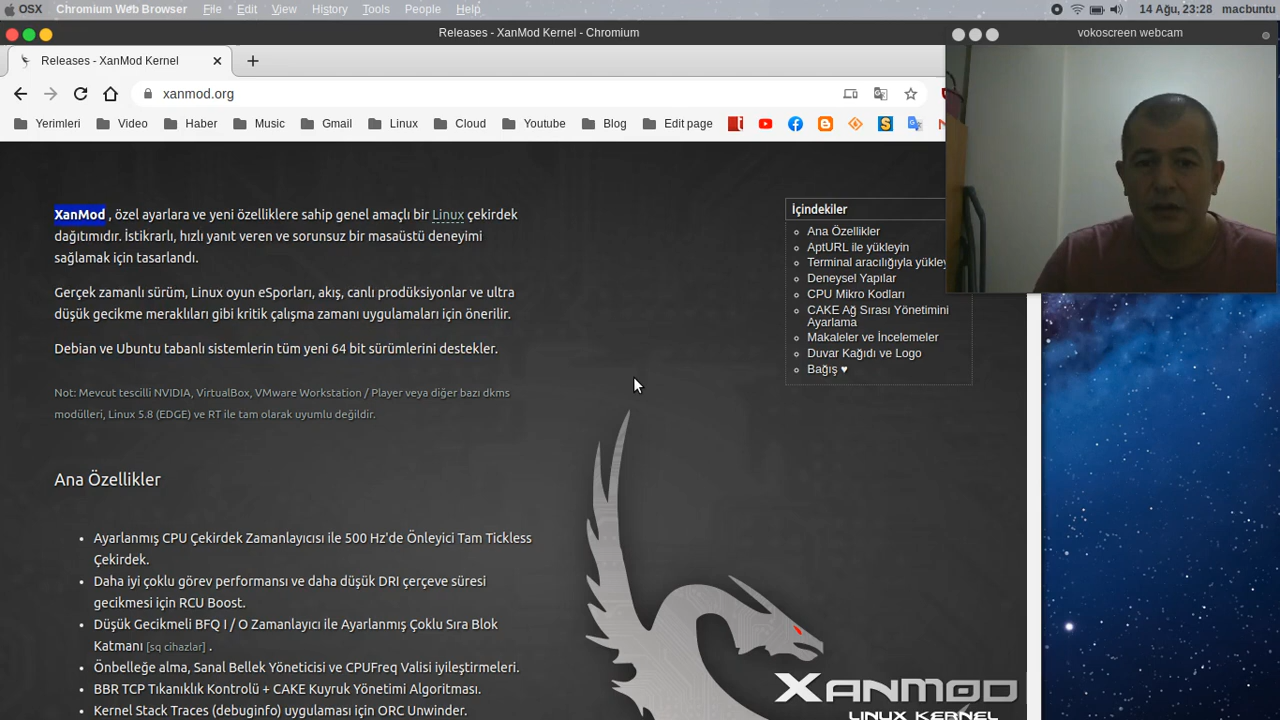 OSX Chromium Web Browser File Edit View History Tools People Help 14 Ağu, 23:28 macbuntu
Releases - XanMod Kernel - Chromium
vokoscreen webcam
Releases - XanMod Kernel
xanmod.org
Yerimleri Video Haber Music Gmail Linux Cloud Youtube Blog Edit page
XanMod , özel ayarlara ve yeni özelliklere sahip genel amaçlı bir Linux çekirdek
dağıtımıdır. İstikrarlı, hızlı yanıt veren ve sorunsuz bir masaüstü deneyimi
sağlamak için tasarlandı.
Gerçek zamanlı sürüm, Linux oyun eSporları, akış, canlı prodüksiyonlar ve ultra
düşük gecikme meraklıları gibi kritik çalışma zamanı uygulamaları için önerilir.
Debian ve Ubuntu tabanlı sistemlerin tüm yeni 64 bit sürümlerini destekler.
Not: Mevcut tescilli NVIDIA, VirtualBox, VMware Workstation / Player veya diğer bazı dkms
modülleri, Linux 5.8 (EDGE) ve RT ile tam olarak uyumlu değildir.
İçindekiler
Ana Özellikler
AptURL ile yükleyin
Terminal aracılığıyla yükley
Deneysel Yapılar
CPU Mikro Kodları
CAKE Ağ Sırası Yönetimini
Ayarlama
Makaleler ve İncelemeler
Duvar Kağıdı ve Logo
Bağış ♥
Ana Özellikler
Ayarlanmış CPU Çekirdek Zamanlayıcısı ile 500 Hz'de Önleyici Tam Tickless
Çekirdek.
Daha iyi çoklu görev performansı ve daha düşük DRI çerçeve süresi
gecikmesi için RCU Boost.
Düşük Gecikmeli BFQ I / O Zamanlayıcı ile Ayarlanmış Çoklu Sıra Blok
Katmanı [sq cihazlar] .
Önbelleğe alma, Sanal Bellek Yöneticisi ve CPUFreq Valisi iyileştirmeleri.
BBR TCP Tıkanıklık Kontrolü + CAKE Kuyruk Yönetimi Algoritması.
Kernel Stack Traces (debuginfo) uygulaması için ORC Unwinder.
XANMOD
LINUX KERNEL